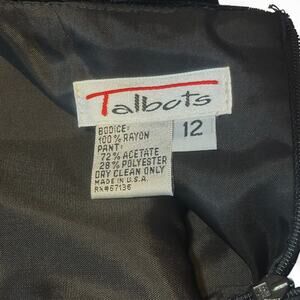 Talbots
BODICE:
100% RAYON
PANT:
72% ACETATE
28% POLYESTER
DRY CLEAN ONLY
MADE IN U.S.A.
RN#67136
12